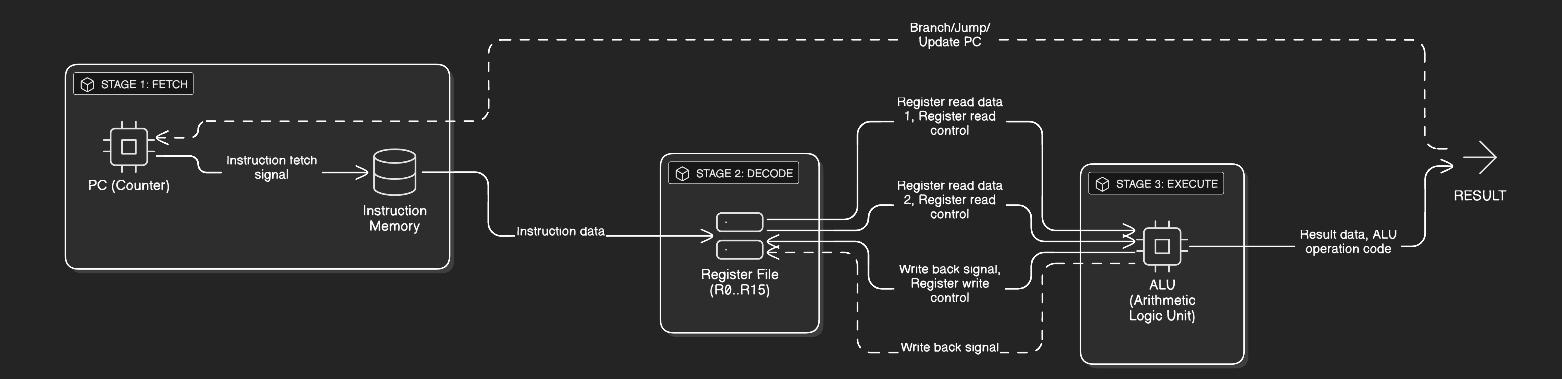 Branch/Jump/
Update PC
STAGE 1: FETCH
PC (Counter)
Instruction fetch
signal
Instruction
Memory
Instruction data
STAGE 2: DECODE
Register File
(R0..R15)
Register read data
1, Register read
control
Register read data
2, Register read
control
Write back signal,
Register write
control
Write back signal
STAGE 3: EXECUTE
ALU
(Arithmetic
Logic Unit)
Result data, ALU
operation code
RESULT